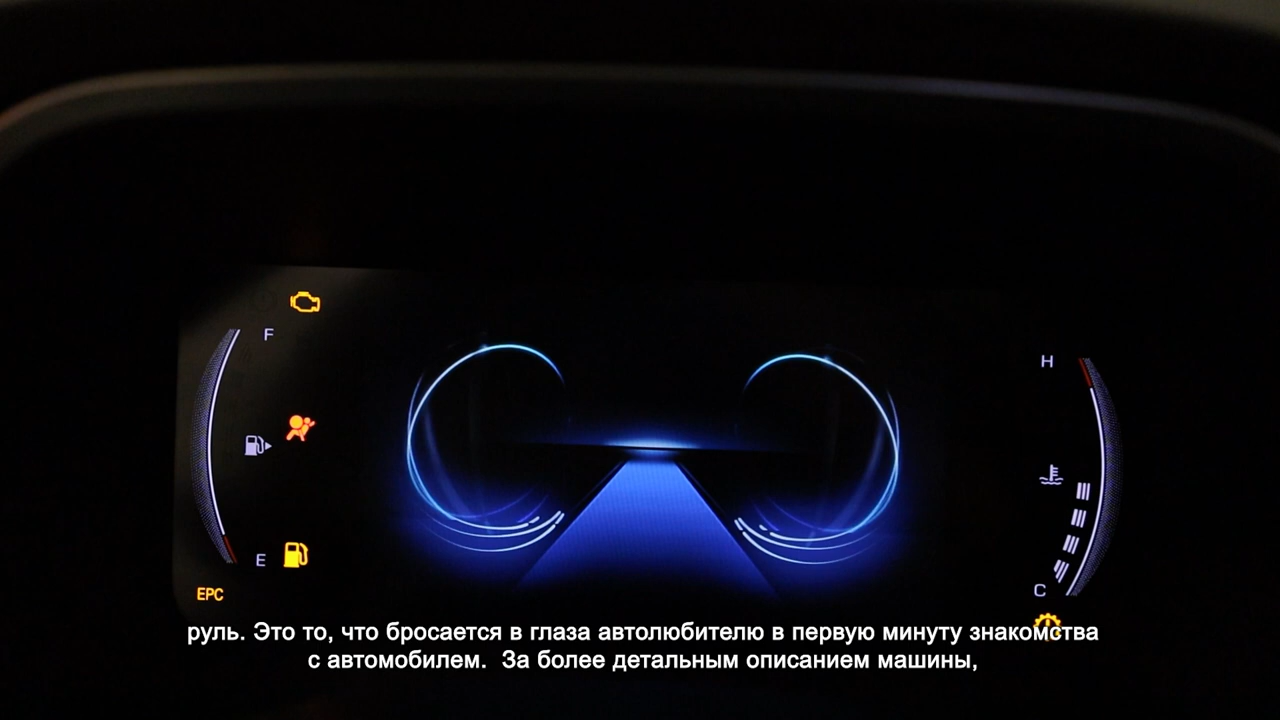 F
H
E
C
EPC
руль. Это то, что бросается в глаза автолюбителю в первую минуту знакомства
с автомобилем.  За более детальным описанием машины,